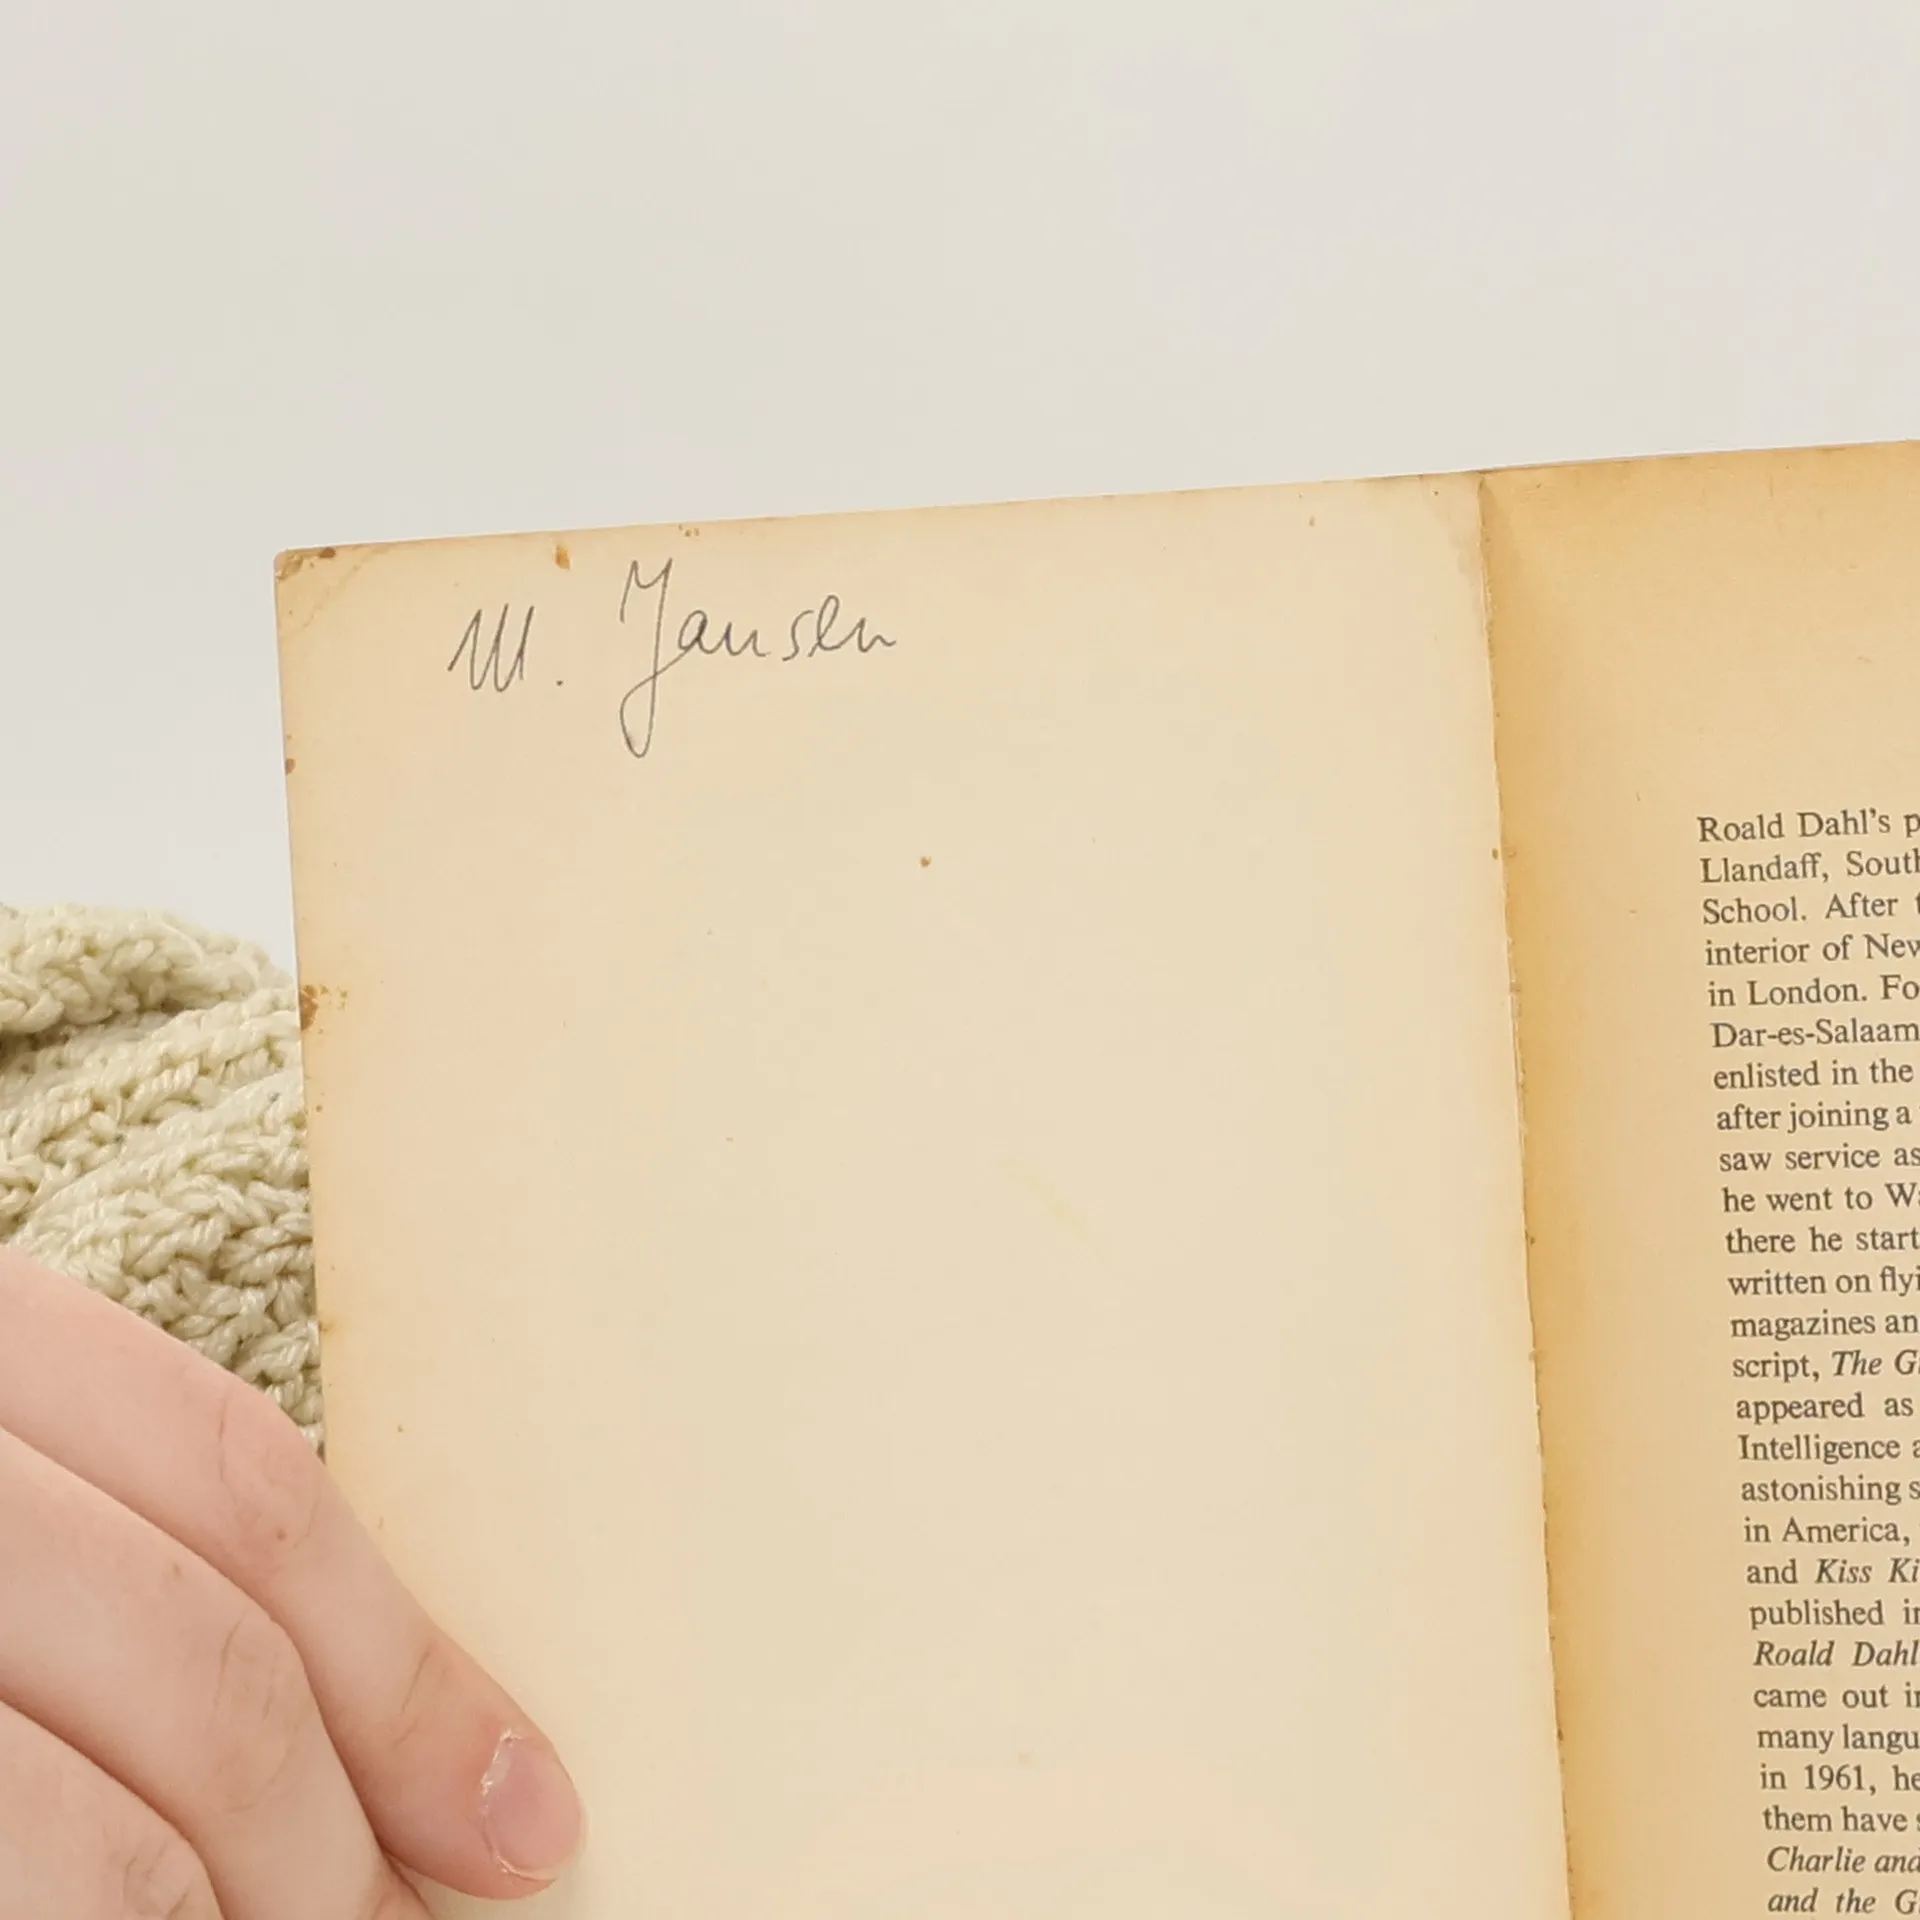 M. Jansen
Roald Dahl's p
Llandaff, South
School. After t
interior of New
in London. Fo
Dar-es-Salaam
enlisted in the
after joining a
saw service as
he went to Wa
there he start
written on flyi
magazines an
script, The G
appeared as
Intelligence a
astonishing s
in America,
and Kiss Ki
published in
Roald Dahl
came out in
many langu
in 1961, he
them have s
Charlie and
and the G